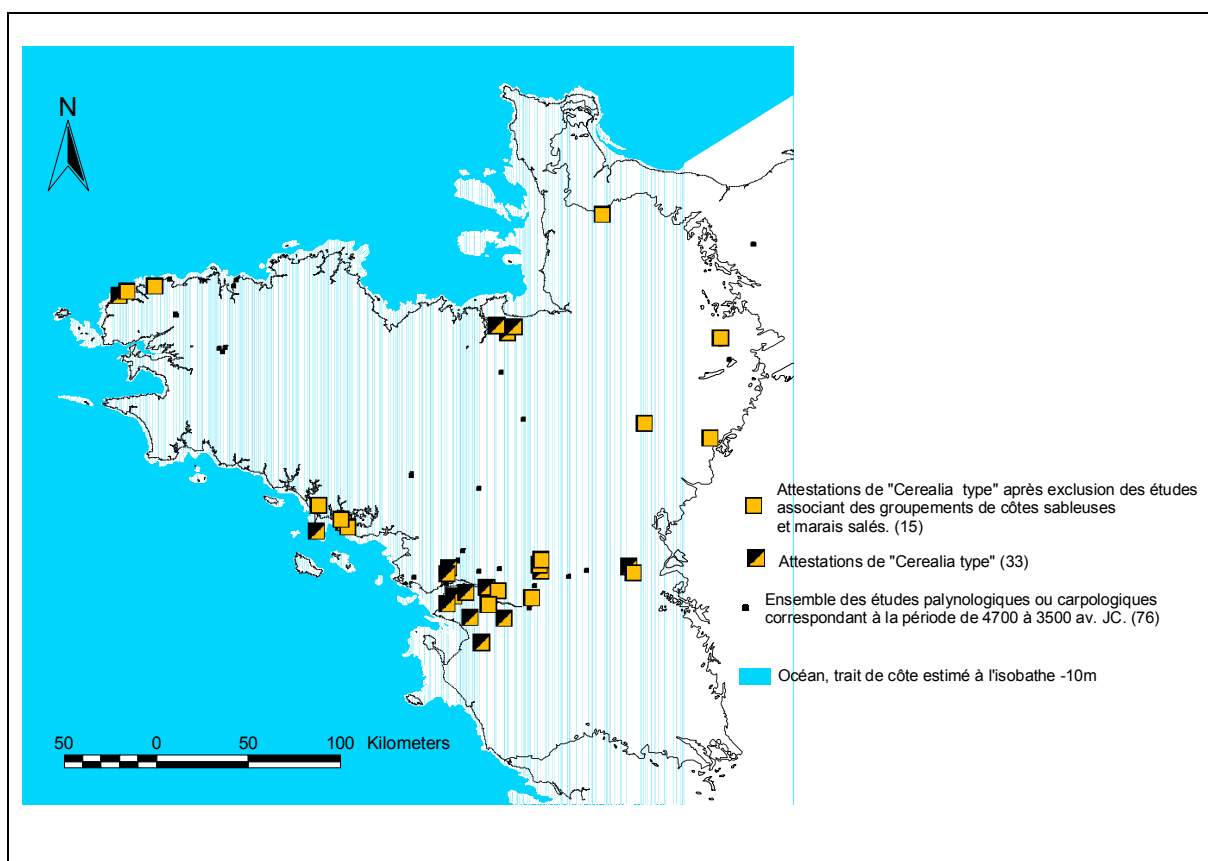 N
Attestations de "Cerealia type" après exclusion des études
associant des groupements de côtes sableuses
et marais salés. (15)
Attestations de "Cerealia type" (33)
Ensemble des études palynologiques ou carpologiques
correspondant à la période de 4700 à 3500 av. JC. (76)
Océan, trait de côte estimé à l'isobathe -10m
50 0 50 100 Kilometers